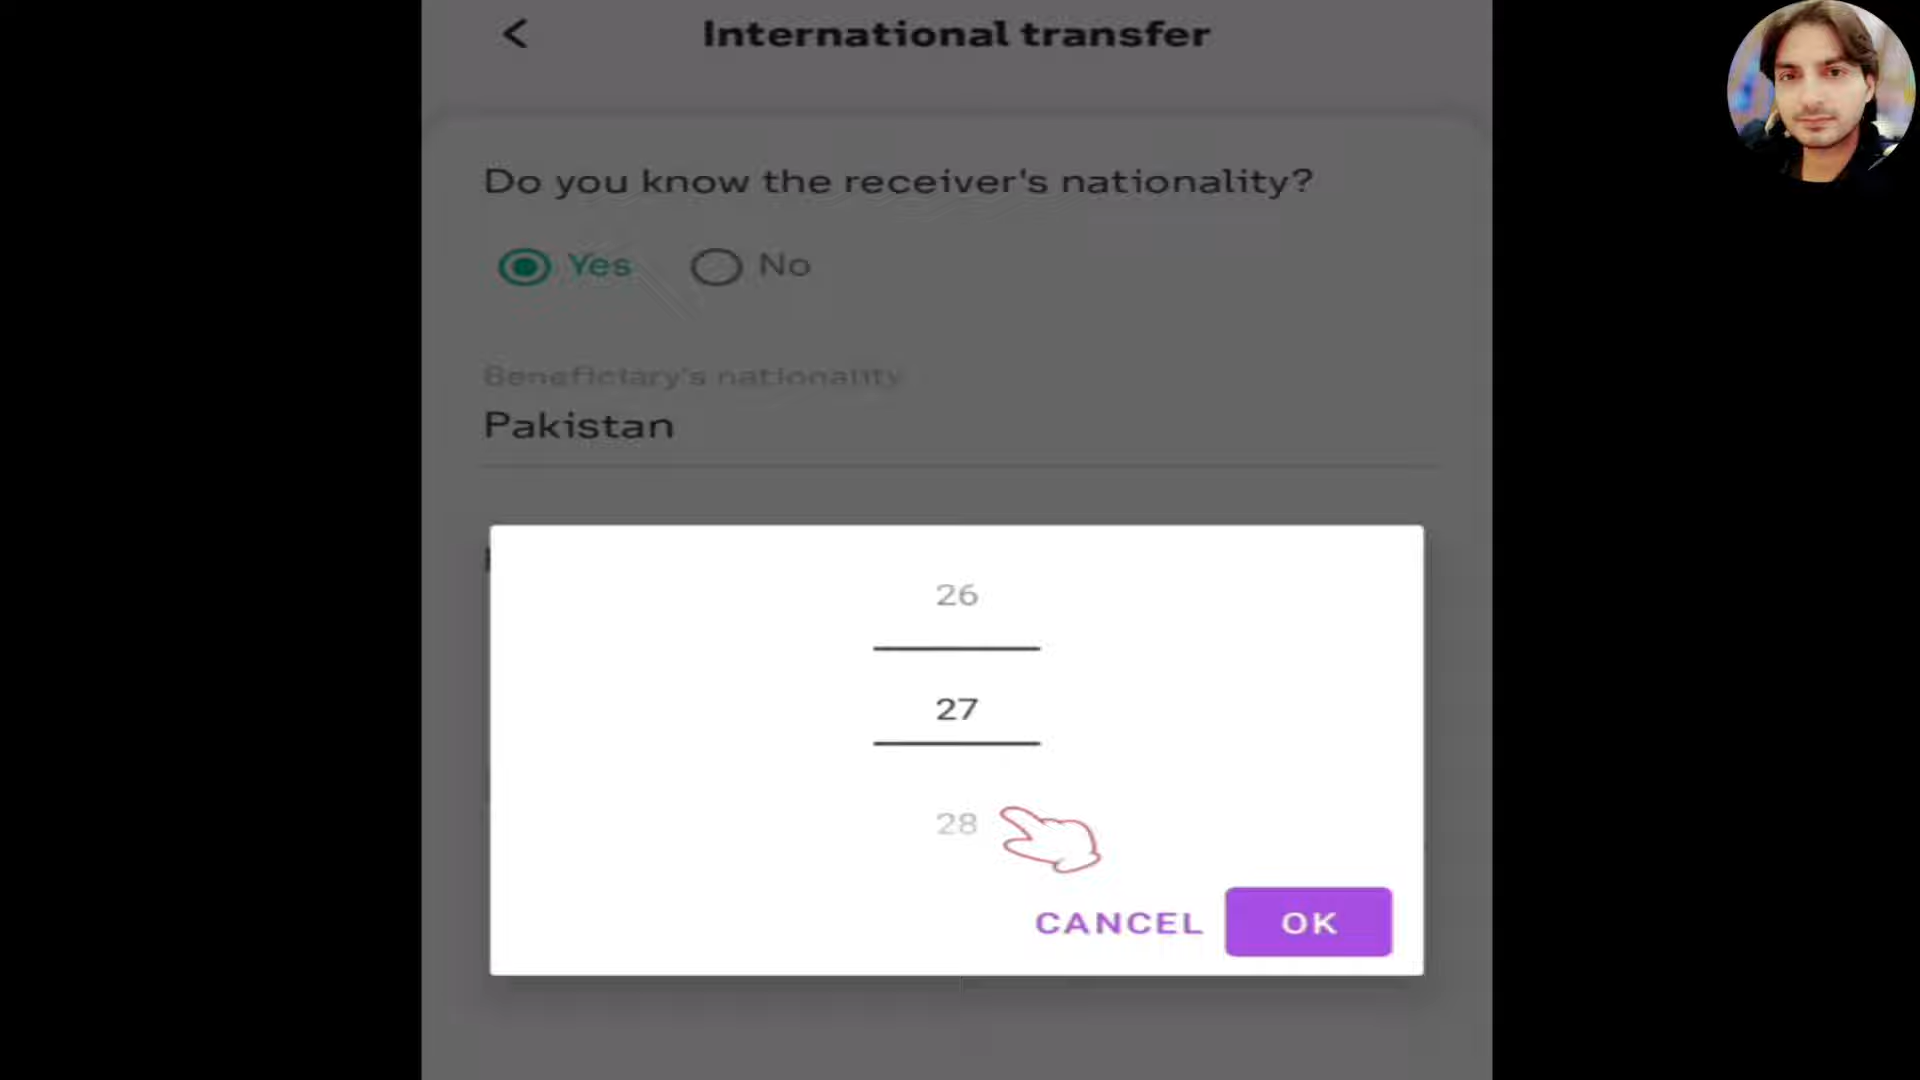 International transfer
Do you know the receiver's nationality?
Yes No
Beneficiary's nationality
Pakistan
26
27
28
CANCEL OK